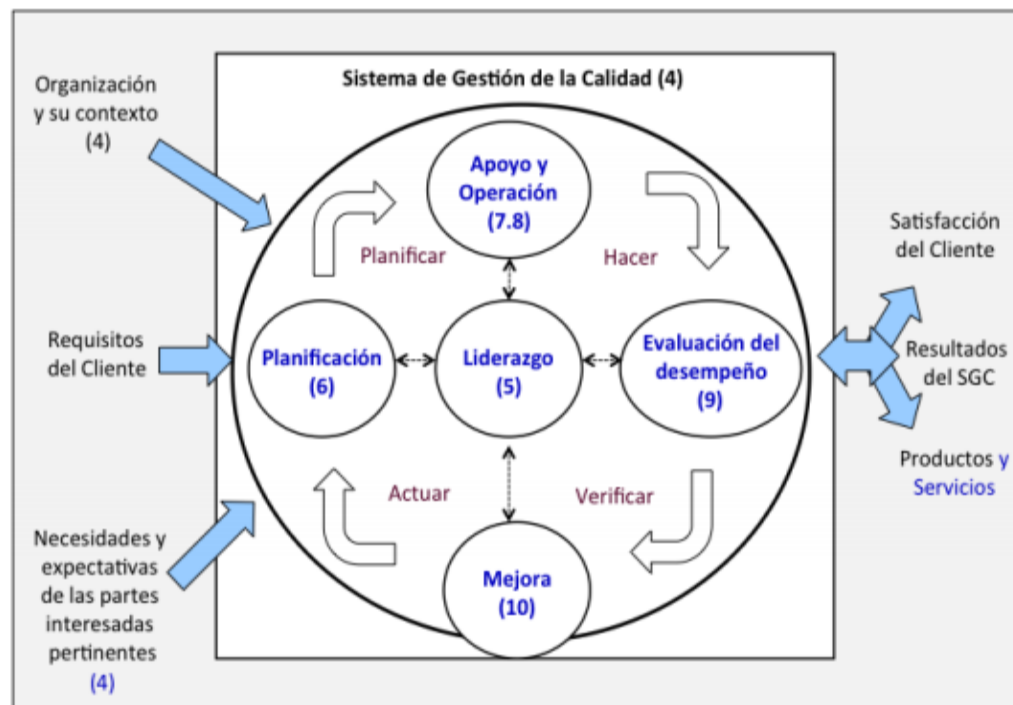 Sistema de Gestión de la Calidad (4)
Organización
y su contexto
(4)
Requisitos
del Cliente
Necesidades y
expectativas
de las partes
interesadas
pertinentes
(4)
Apoyo y
Operación
(7.8)
Planificar
Hacer
Planificación
(6)
Liderazgo
(5)
Evaluación del
desempeño
(9)
Actuar
Verificar
Mejora
(10)
Satisfacción
del Cliente
Resultados
del SGC
Productos y
Servicios